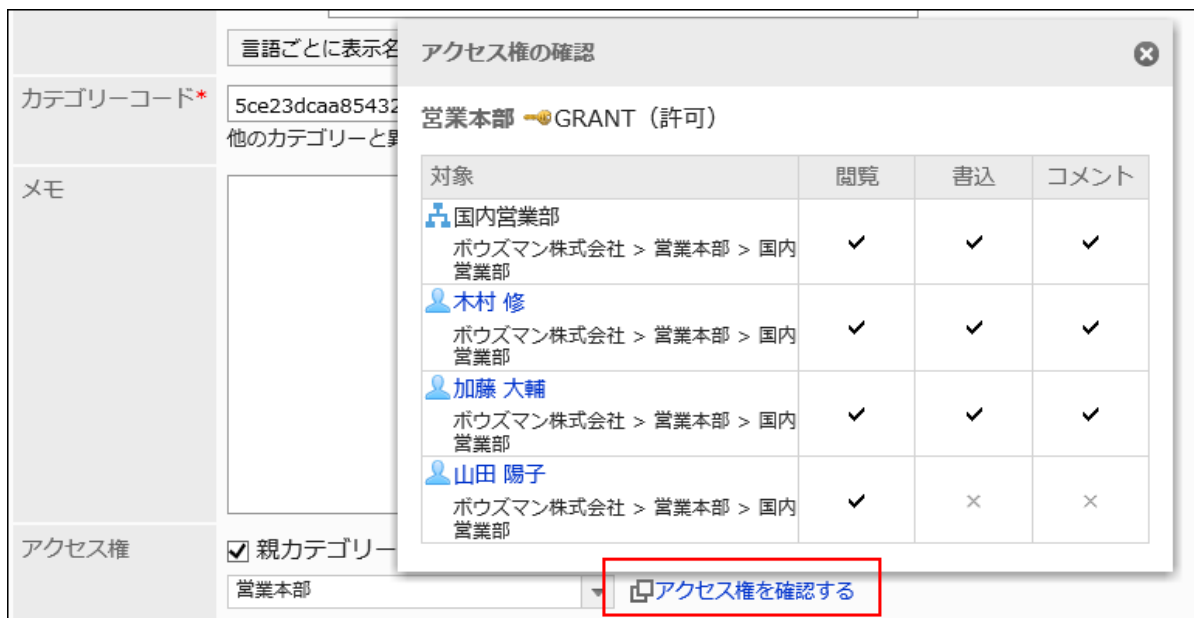 言語ごとに表示名
カテゴリーコード*
5ce23dcaa85432
他のカテゴリーと
メモ
アクセス権
親カテゴリー
営業本部
アクセス権を確認する
アクセス権の確認
営業本部 GRANT（許可）
対象 閲覧 書込 コメント
国内営業部
ボウズマン株式会社 > 営業本部 > 国内
営業部
木村 修
ボウズマン株式会社 > 営業本部 > 国内
営業部
加藤 大輔
ボウズマン株式会社 > 営業本部 > 国内
営業部
山田 陽子
ボウズマン株式会社 > 営業本部 > 国内
営業部